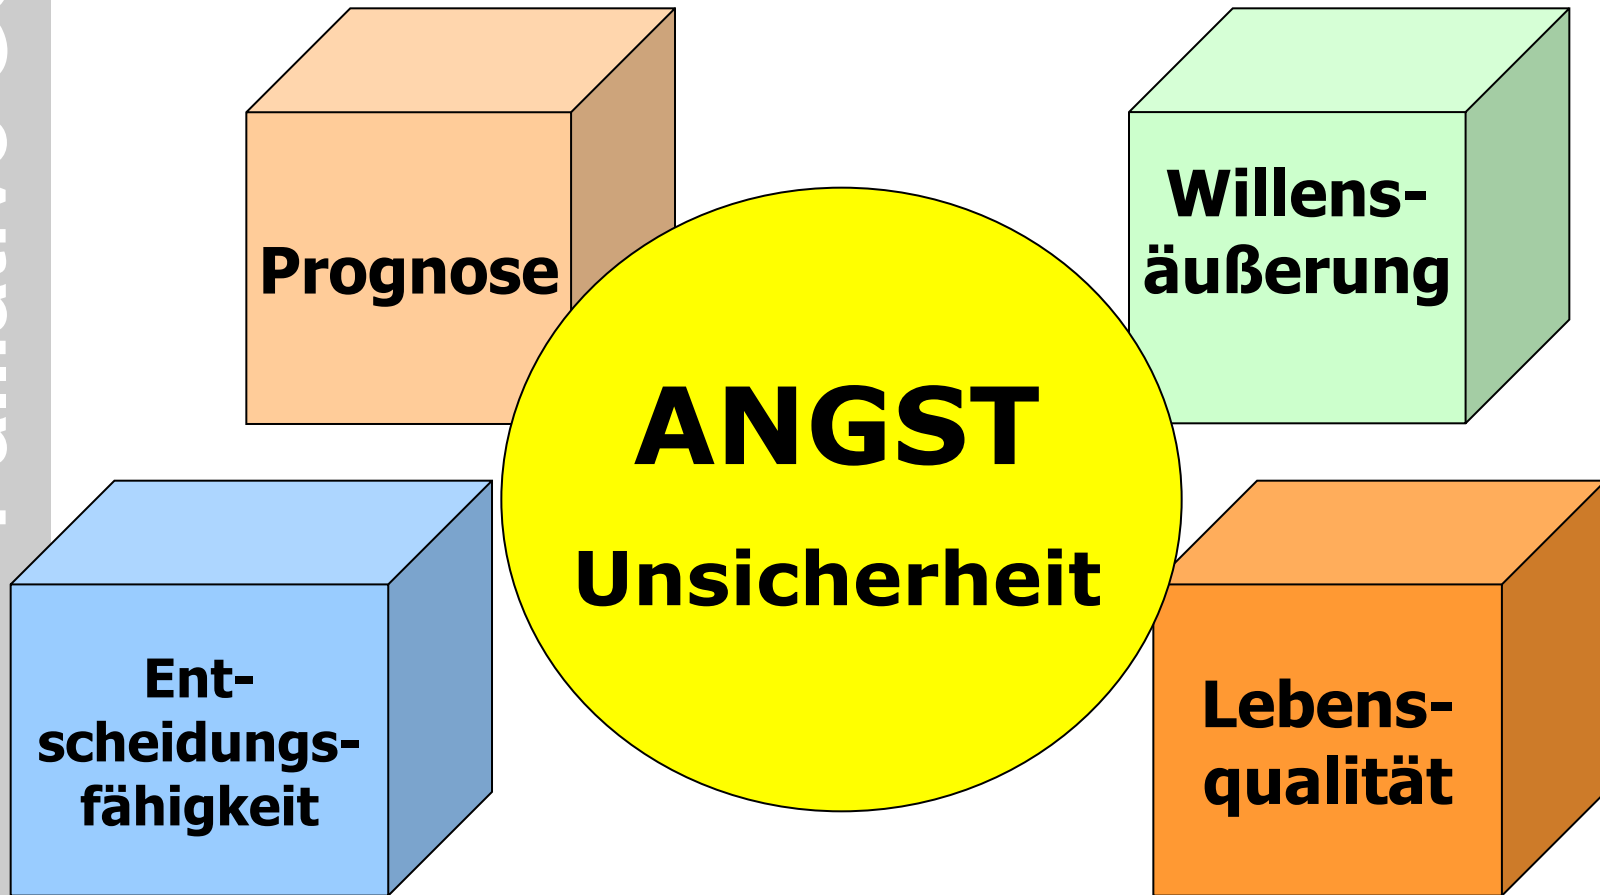 Prognose
Willens-
äußerung
ANGST
Unsicherheit
Ent-
scheidungs-
fähigkeit
Lebens-
qualität